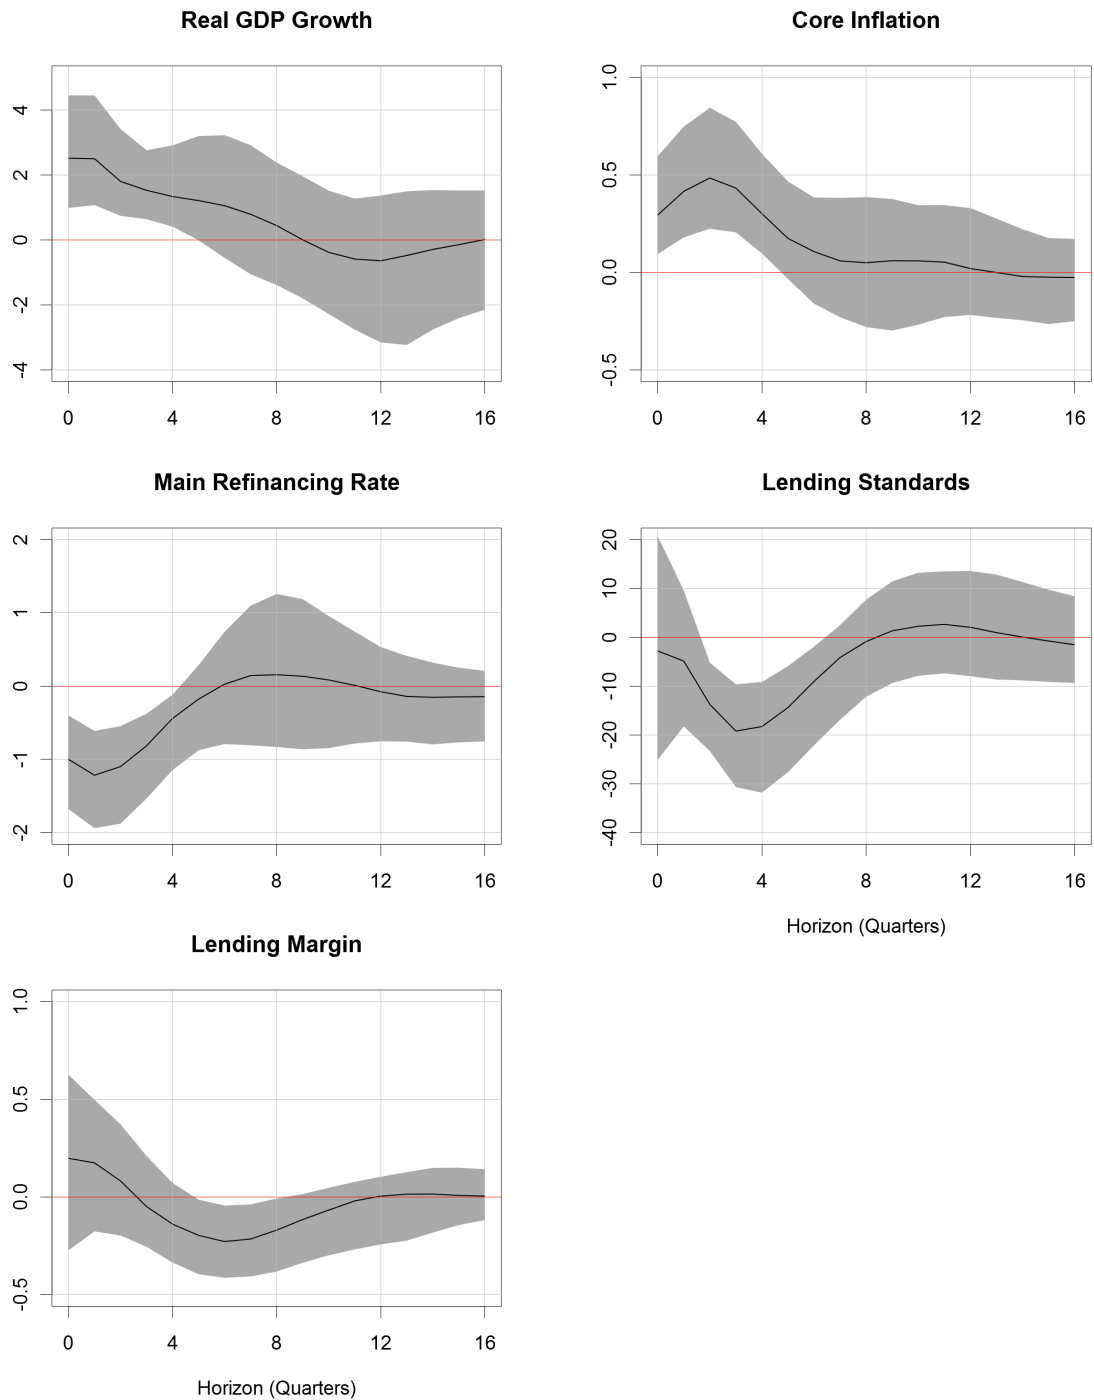 Real GDP Growth
4
2
0
-2
-4
0 4 8 12 16
Core Inflation
1.0
0.5
0.0
-0.5
0 4 8 12 16
Main Refinancing Rate
2
1
0
-1
-2
0 4 8 12 16
Lending Standards
20
10
0
-10
-20
-30
-40
0 4 8 12 16
Horizon (Quarters)
Lending Margin
1.0
0.5
0.0
-0.5
0 4 8 12 16
Horizon (Quarters)